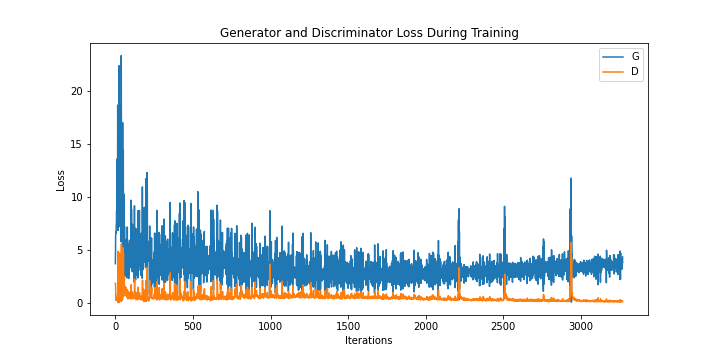 Generator and Discriminator Loss During Training
G
D
Loss
20
15
10
5
0
0 500 1000 1500 2000 2500 3000
Iterations